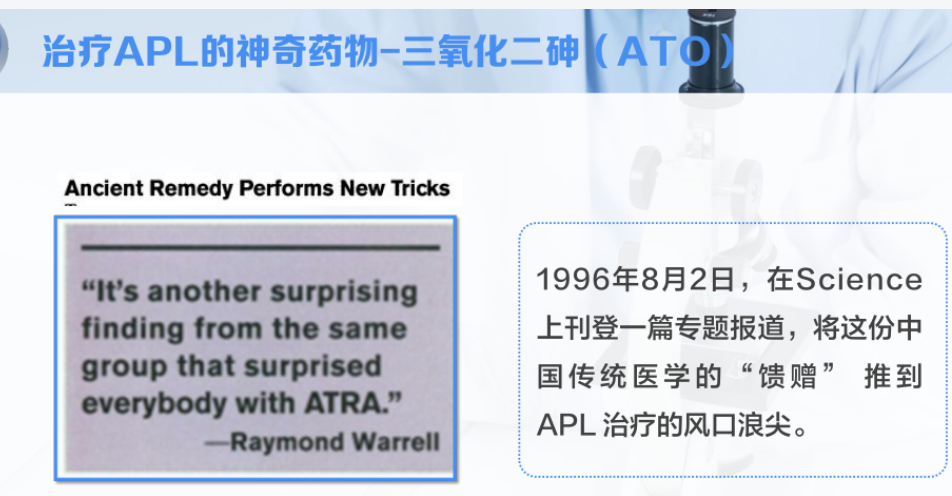 治疗APL的神奇药物-三氧化二砷（ATO）
Ancient Remedy Performs New Tricks
“It’s another surprising
finding from the same
group that surprised
everybody with ATRA.”
—Raymond Warrell
1996年8月2日，在Science
上刊登一篇专题报道，将这份中
国传统医学的“馈赠” 推到
APL 治疗的风口浪尖。